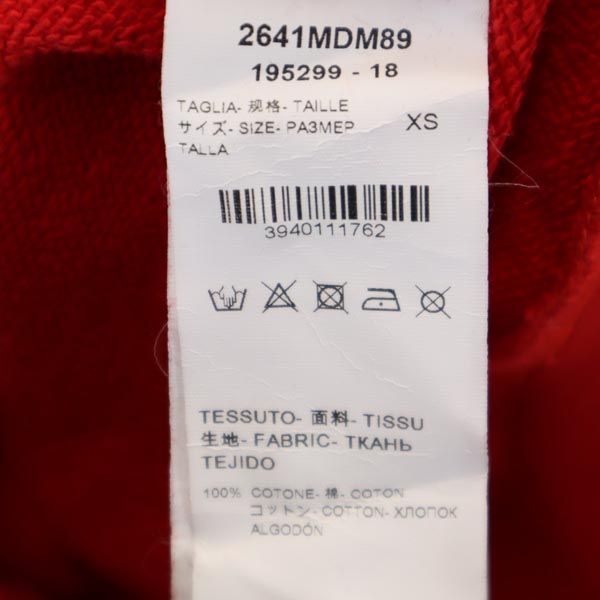 2641MDM89
195299 - 18
TAGLIA- 规格- TAILLE
サイズ- SIZE- РАЗМЕР XS
TALLA
3940111762
TESSUTO- 面料- TISSU
生地- FABRIC- ТКАНЬ
TEJIDO
100% COTONE- 棉- COTON
コットン- COTTON- ХЛОПОК
ALGODÓN